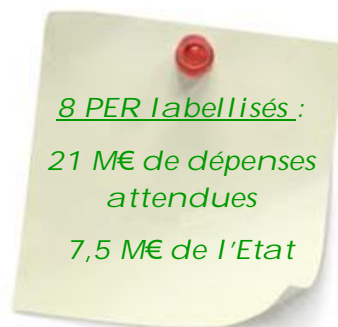 8 PER labellisés :
21 M€ de dépenses
attendues
7,5 M€ de l'Etat